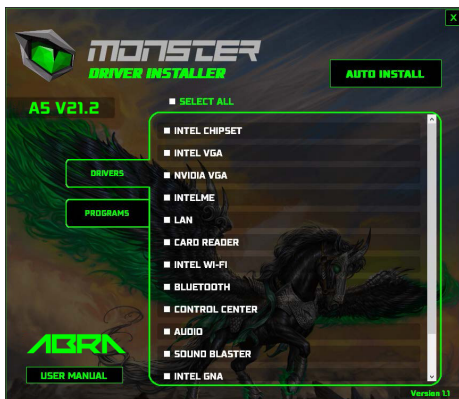 X
MONSTER
DRIVER INSTALLER
AUTO INSTALL
A5 V21.2
SELECT ALL
INTEL CHIPSET
INTEL VGA
DRIVERS
NVIDIA VGA
INTELME
PROGRAMS
LAN
CARD READER
INTEL WI-FI
BLUETOOTH
CONTROL CENTER
AUDIO
ABRA
SOUND BLASTER
USER MANUAL
INTEL GNA
Version 1.1